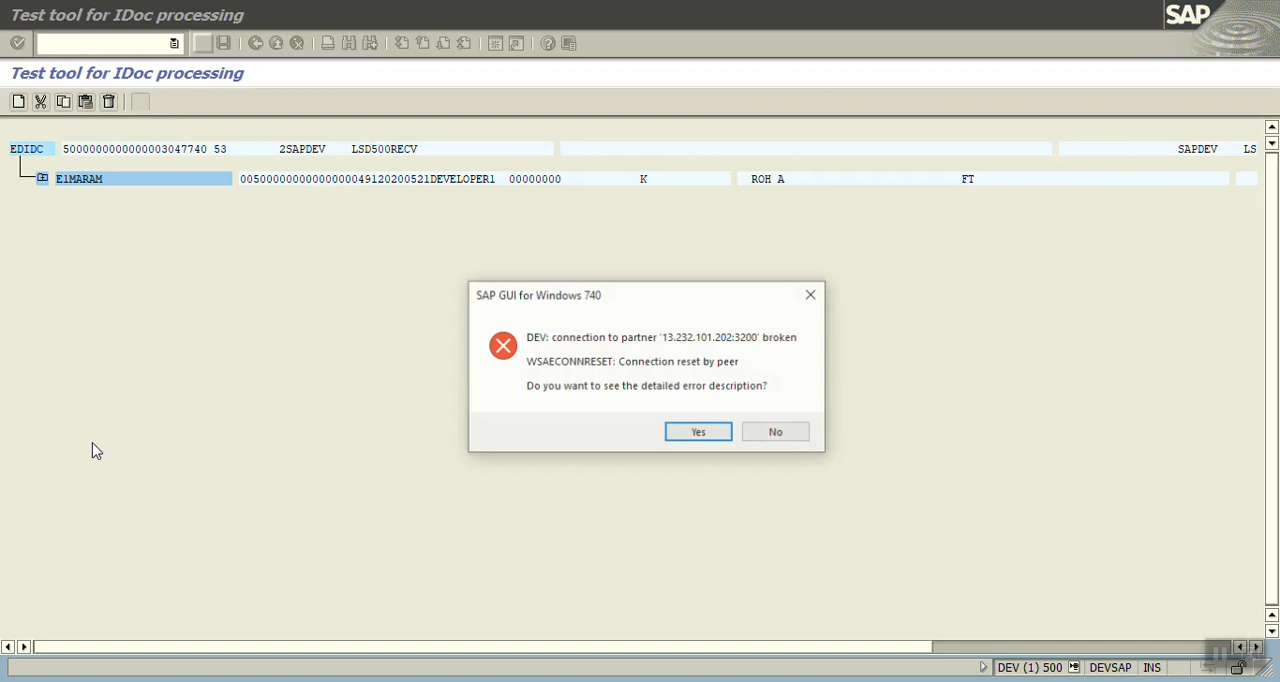 Test tool for IDoc processing
SAP
Test tool for IDoc processing
EDIDC 5000000000000003047740 53 2SAPDEV LSD500RECV SAPDEV LS
E1MARAM 005000000000000000049120200521DEVELOPER1 00000000 K ROH A FT
SAP GUI for Windows 740
DEV: connection to partner '13.232.101.202:3200' broken
WSAECONNRESET: Connection reset by peer
Do you want to see the detailed error description?
Yes No
DEV (1) 500 DEVSAP INS